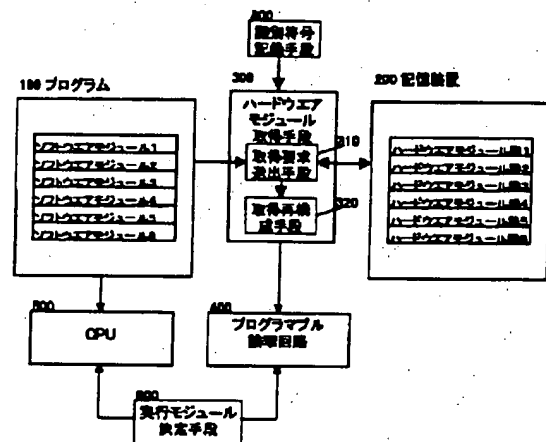 800
識別符号
記録手段
100 プログラム
ソフトウエアモジュール1
ソフトウエアモジュール2
ソフトウエアモジュール3
ソフトウエアモジュール4
ソフトウエアモジュール5
ソフトウエアモジュール6
300
ハードウエア
モジュール
取得手段
310
取得要求
送出手段
320
取得再構
成手段
200 記憶装置
ハードウエアモジュール群1
ハードウエアモジュール群2
ハードウエアモジュール群3
ハードウエアモジュール群4
ハードウエアモジュール群5
ハードウエアモジュール群6
500
CPU
400
プログラマブル
論理回路
実行モジュール
決定手段